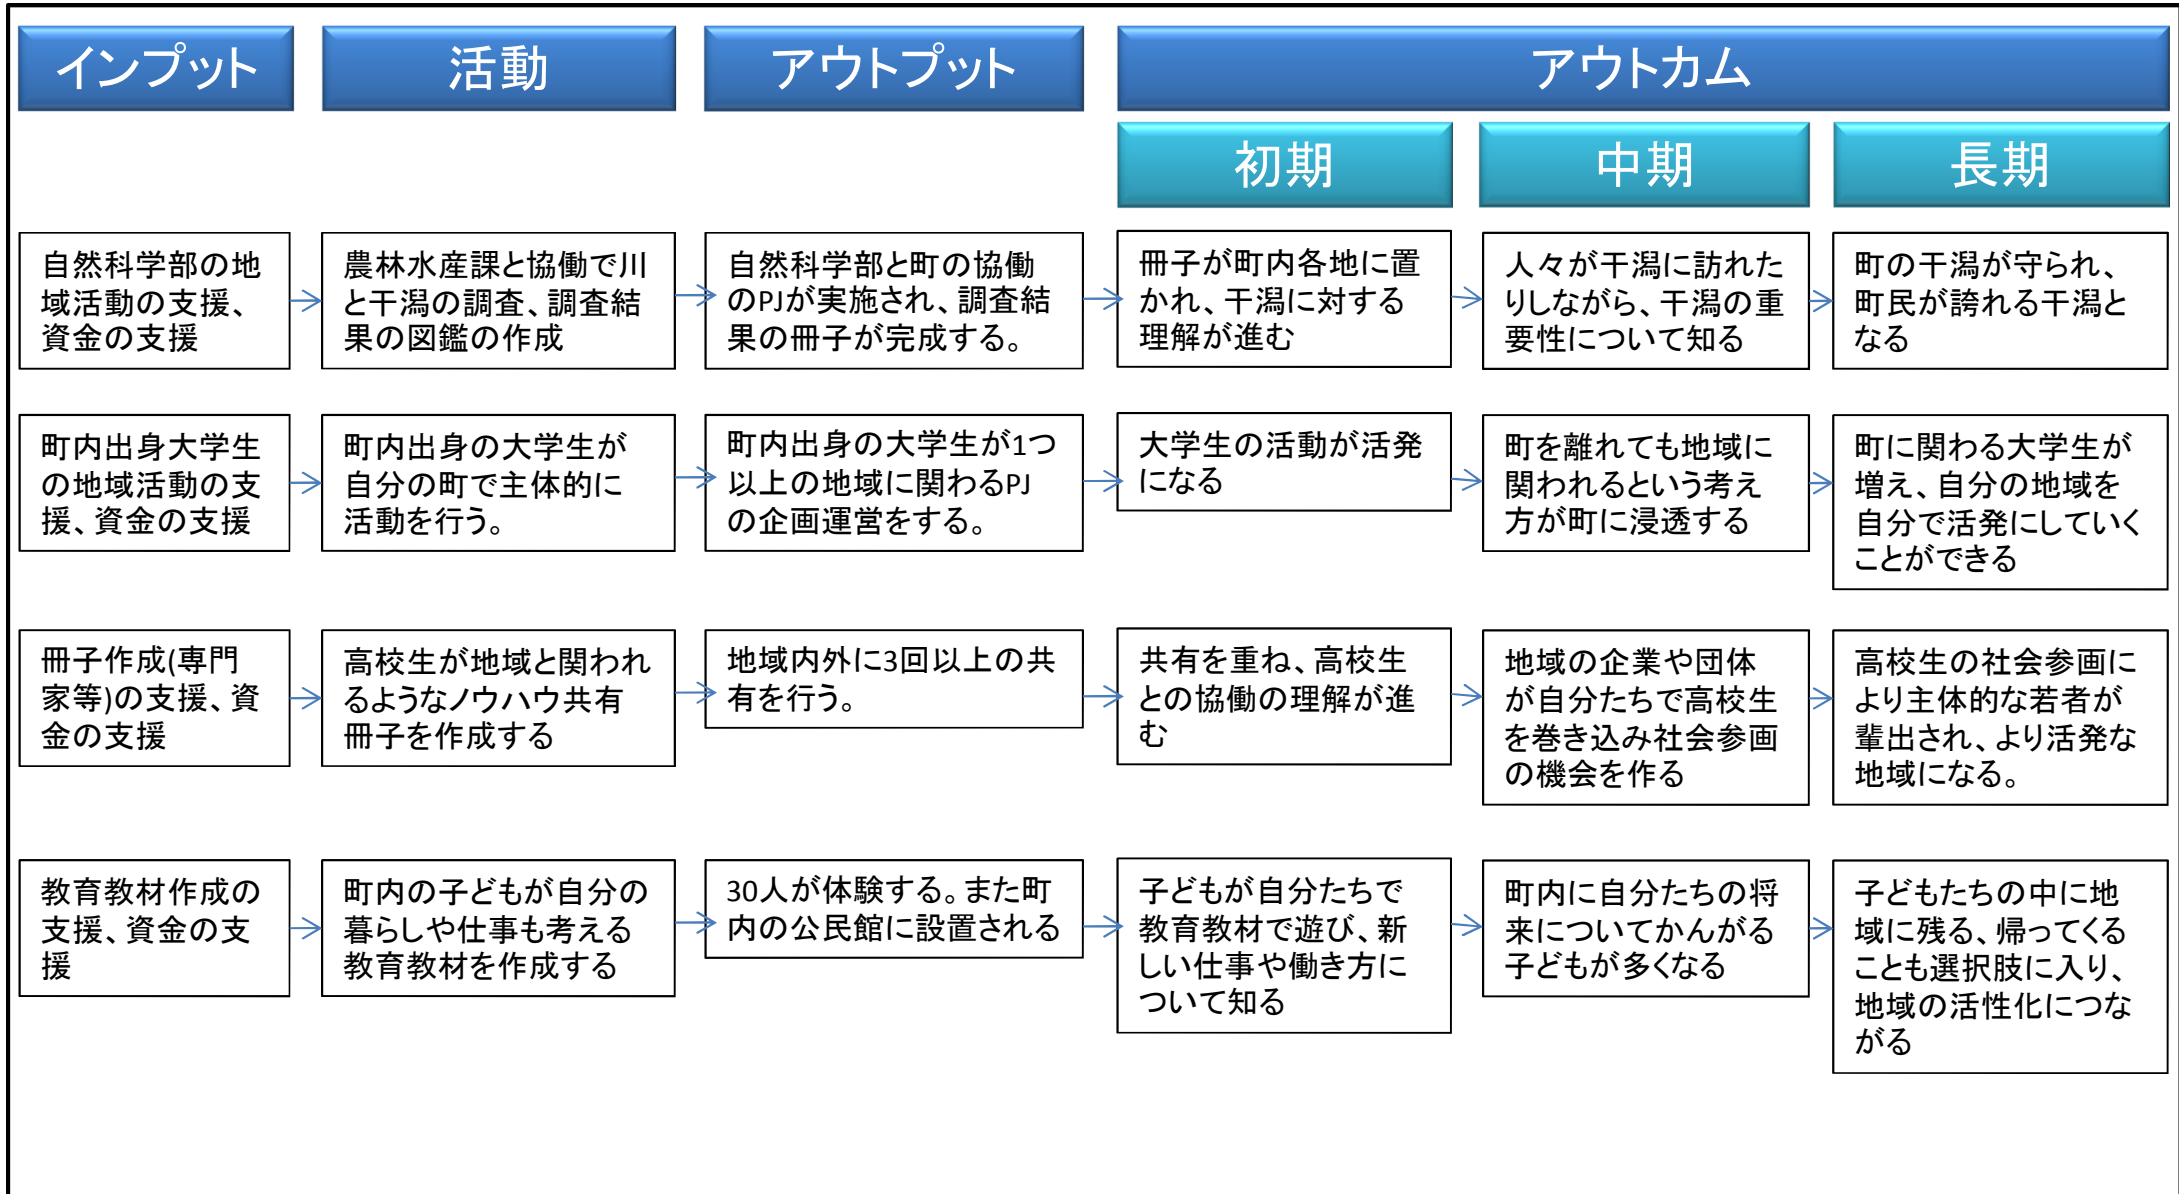 インプット
活動
アウトプット
アウトカム
初期
中期
長期
自然科学部の地
域活動の支援、
資金の支援
農林水産課と協働で川
と干潟の調査、調査結
果の図鑑の作成
自然科学部と町の協働
のPJが実施され、調査結
果の冊子が完成する。
冊子が町内各地に置
かれ、干潟に対する
理解が進む
人々が干潟に訪れた
りしながら、干潟の重
要性について知る
町の干潟が守られ、
町民が誇れる干潟と
なる
町内出身大学生
の地域活動の支
援、資金の支援
町内出身の大学生が
自分の町で主体的に
活動を行う。
町内出身の大学生が1つ
以上の地域に関わるPJ
の企画運営をする。
大学生の活動が活発
になる
町を離れても地域に
関われるという考え
方が町に浸透する
町に関わる大学生が
増え、自分の地域を
自分で活発にしていく
ことができる
冊子作成(専門
家等)の支援、資
金の支援
高校生が地域と関われ
るようなノウハウ共有
冊子を作成する
地域内外に3回以上の共
有を行う。
共有を重ね、高校生
との協働の理解が進
む
地域の企業や団体
が自分たちで高校生
を巻き込み社会参画
の機会を作る
高校生の社会参画に
より主体的な若者が
輩出され、より活発な
地域になる。
教育教材作成の
支援、資金の支
援
町内の子どもが自分の
暮らしや仕事も考える
教育教材を作成する
30人が体験する。また町
内の公民館に設置される
子どもが自分たちで
教育教材で遊び、新
しい仕事や働き方に
ついて知る
町内に自分たちの将
来についてかんがる
子どもが多くなる
子どもたちの中に地
域に残る、帰ってくる
ことも選択肢に入り、
地域の活性化につな
がる